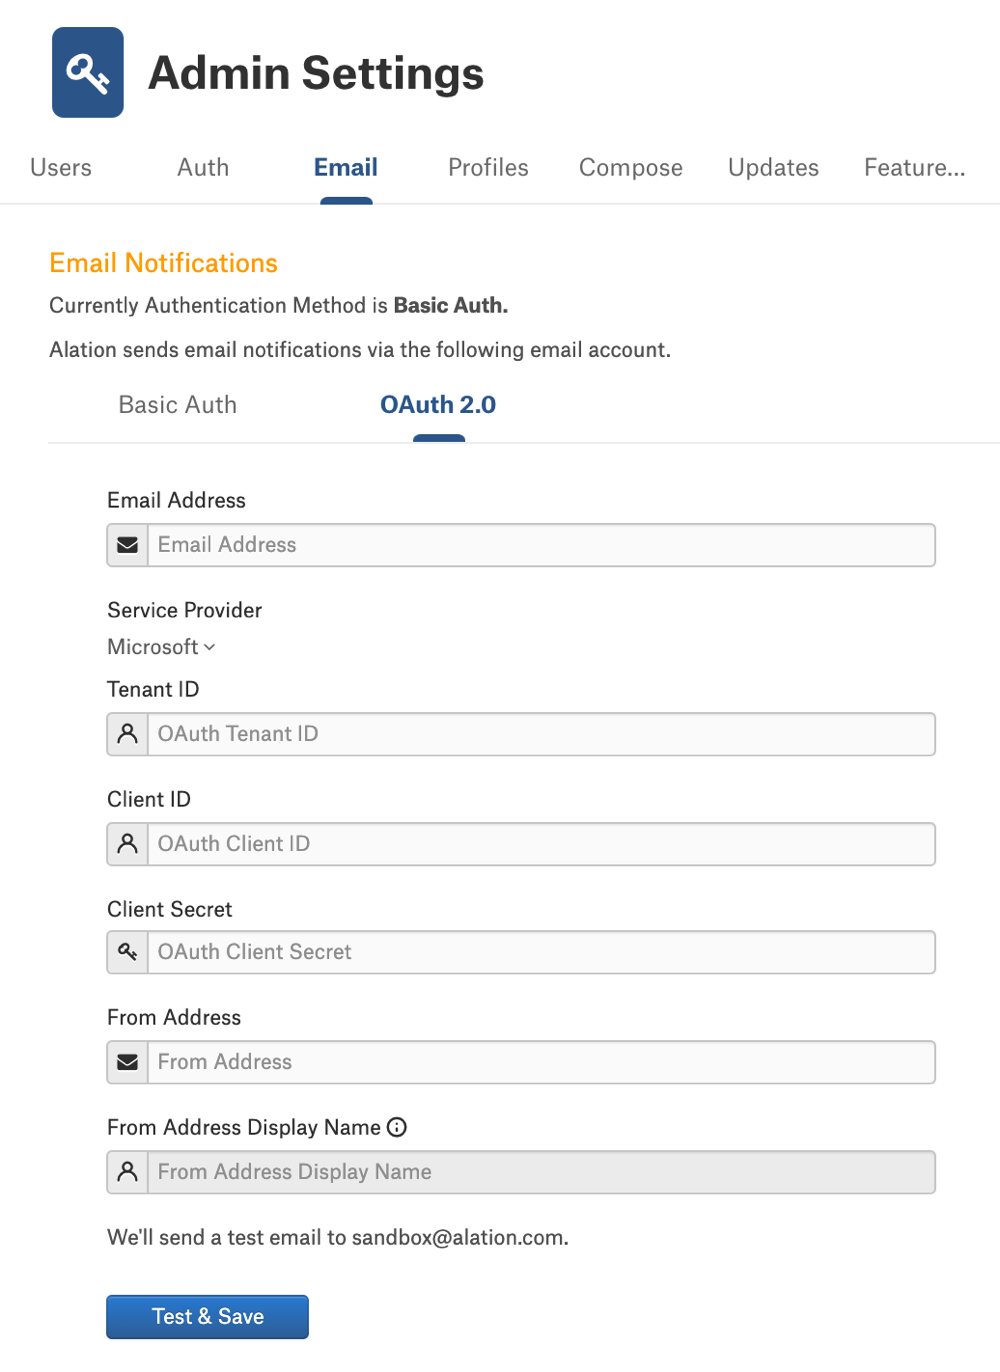 Admin Settings
Users Auth Email Profiles Compose Updates Feature...
Email Notifications
Currently Authentication Method is Basic Auth.
Alation sends email notifications via the following email account.
Basic Auth OAuth 2.0
Email Address
Email Address
Service Provider
Microsoft
Tenant ID
OAuth Tenant ID
Client ID
OAuth Client ID
Client Secret
OAuth Client Secret
From Address
From Address
From Address Display Name
From Address Display Name
We'll send a test email to sandbox@alation.com.
Test & Save